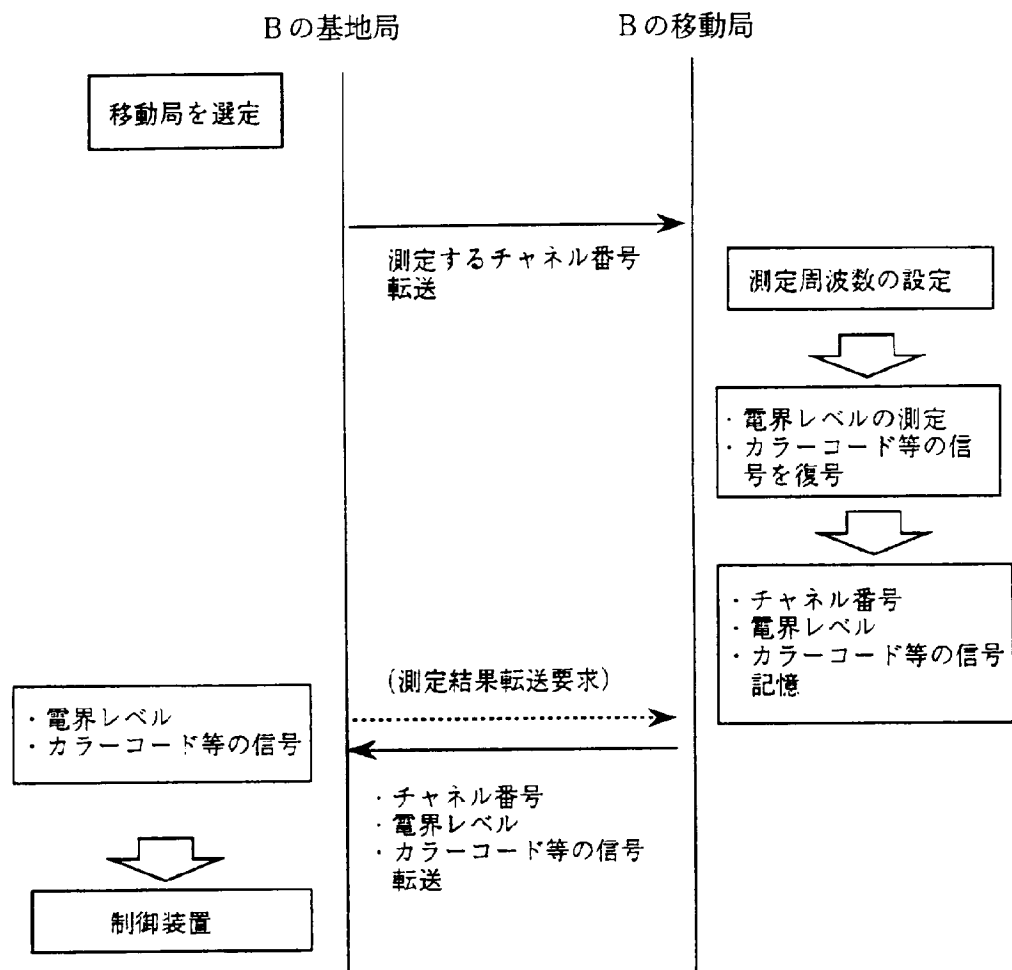 Bの基地局
Bの移動局
移動局を選定
測定するチャネル番号
転送
測定周波数の設定
・電界レベルの測定
・カラーコード等の信
号を復号
・チャネル番号
・電界レベル
・カラーコード等の信号
記憶
(測定結果転送要求)
・電界レベル
・カラーコード等の信号
・チャネル番号
・電界レベル
・カラーコード等の信号
転送
制御装置